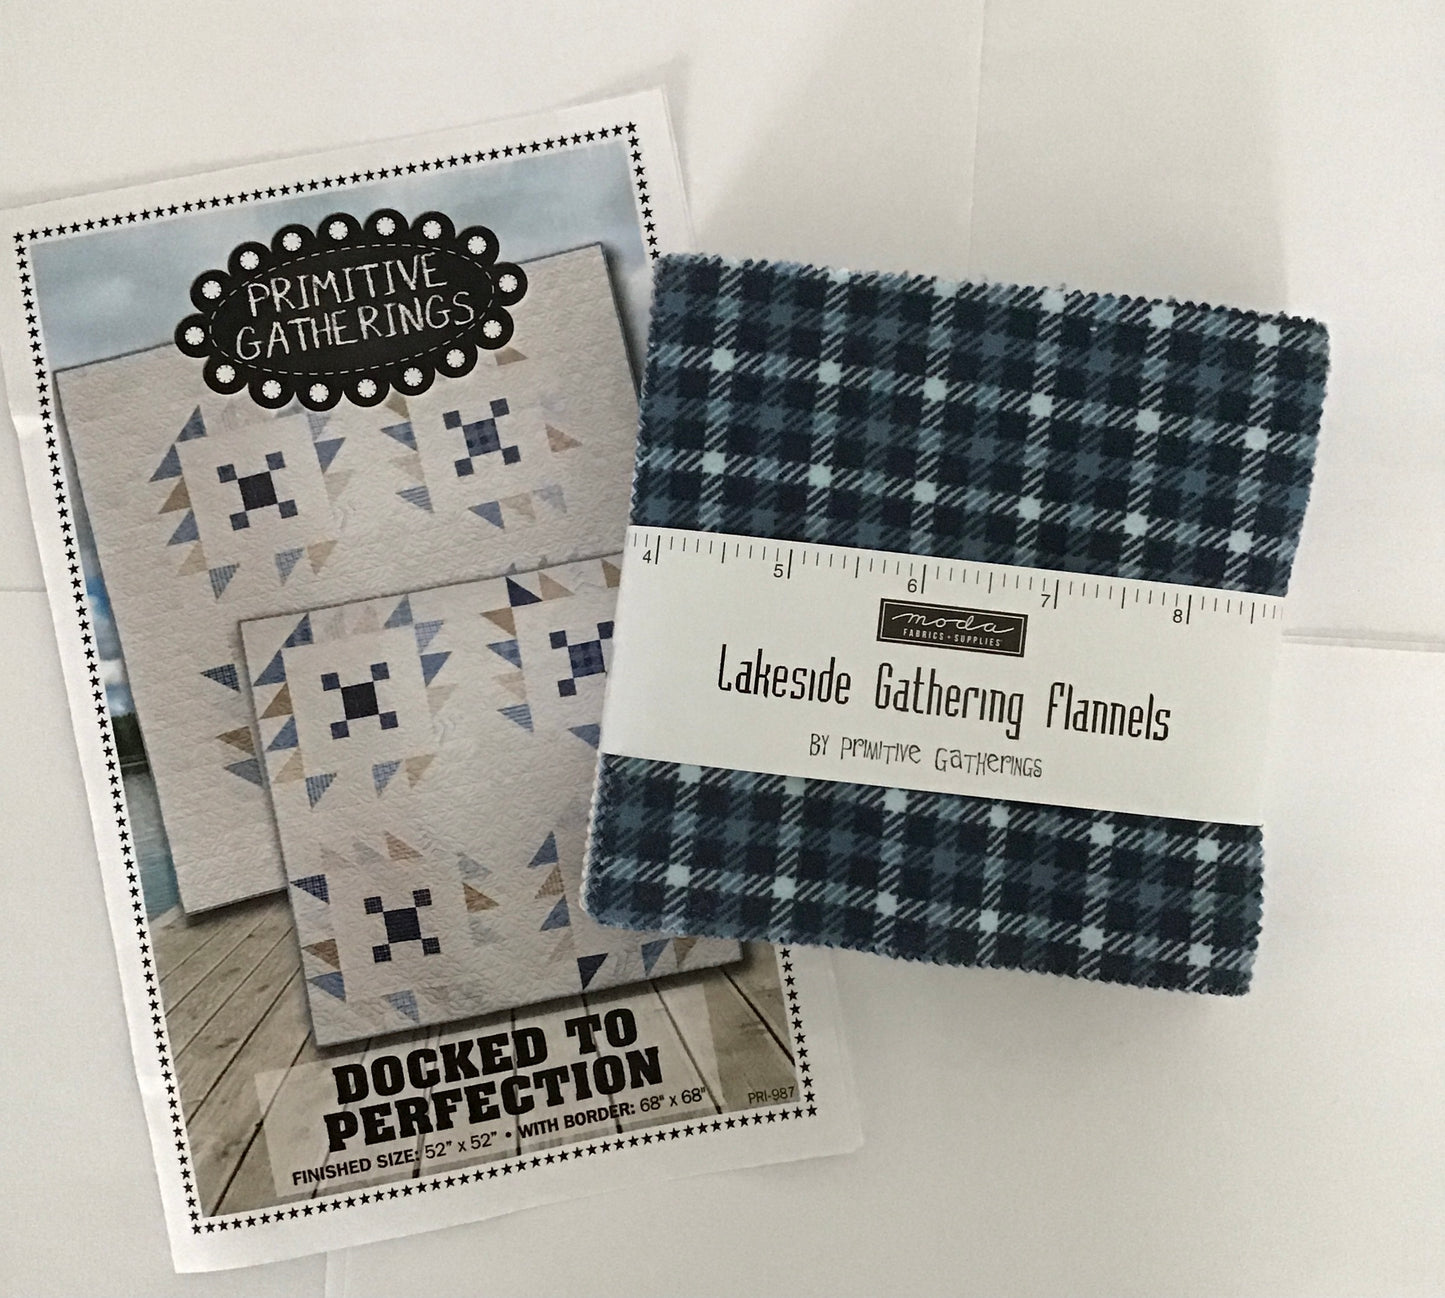 PRIMITIVE
GATHERINGS
DOCKED TO
PERFECTION
PRI-987
FINISHED SIZE: 52" x 52" • WITH BORDER: 68" x 68"
4 5 6 7 8
moda
FABRICS + SUPPLIES
Lakeside Gathering Flannels
BY PRIMITIVE GATHERINGS